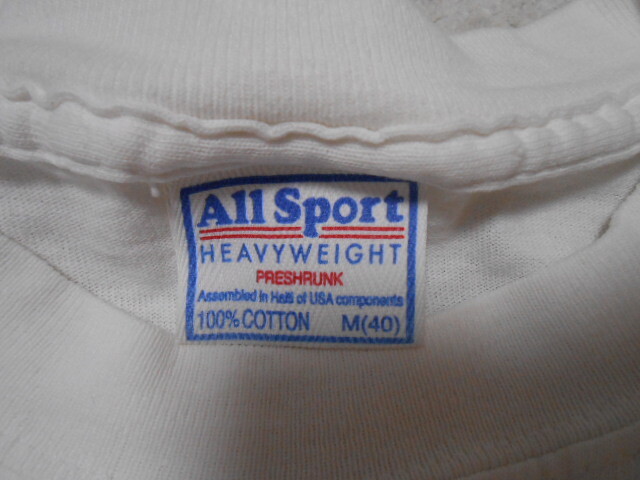 All Sport
HEAVYWEIGHT
PRESHRUNK
Assembled in Haiti of USA components
100% COTTON M(40)